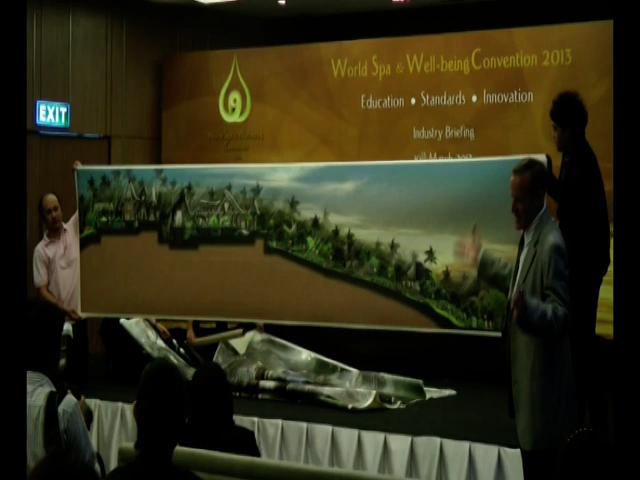 World Spa & Well-being Convention 2013
Education • Standards • Innovation
Industry Briefing
EXIT